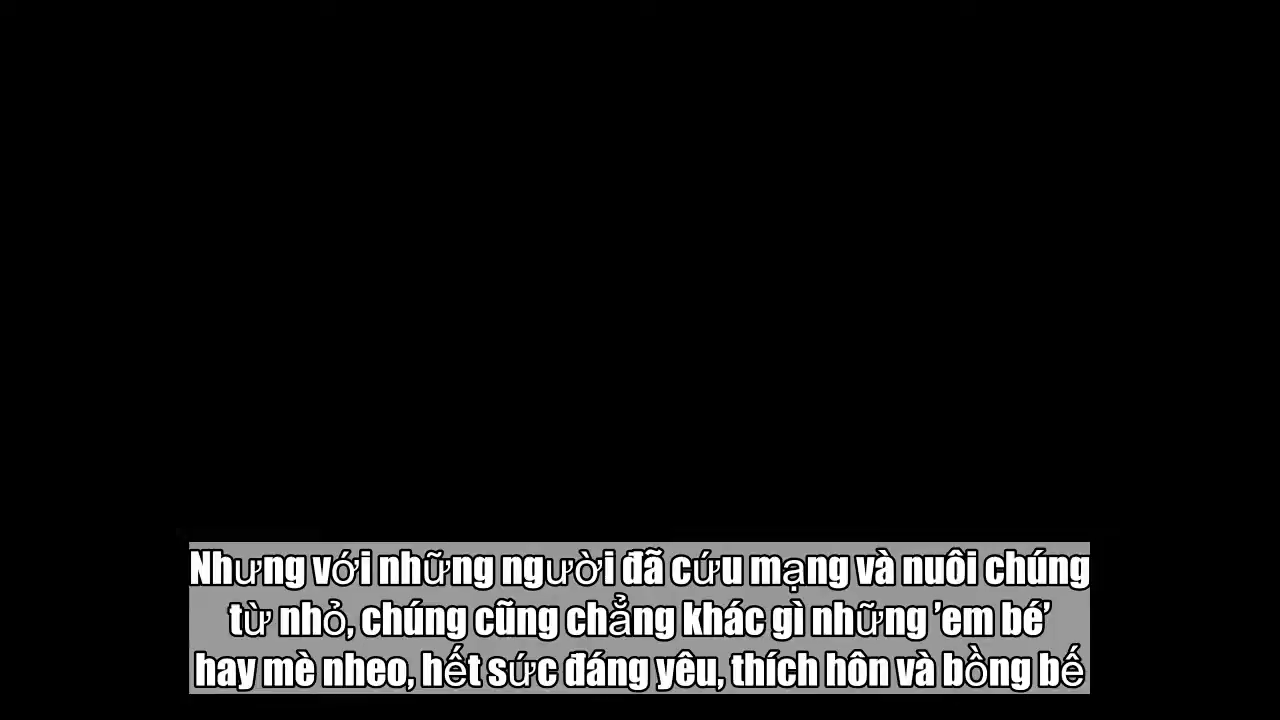 Nhưng với những người đã cứu mạng và nuôi chúng
từ nhỏ, chúng cũng chẳng khác gì những 'em bé'
hay mè nheo, hết sức đáng yêu, thích hôn và bồng bế